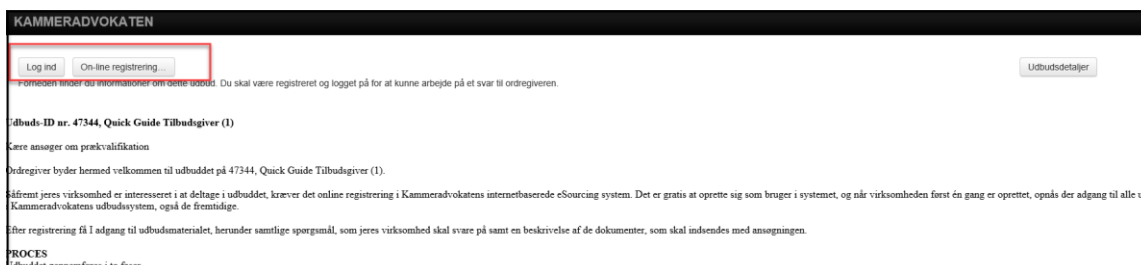 KAMMERADVOKATEN
Log ind On-line registrering... Udbudsdetaljer
Forneden finder du informationer om dette udbud. Du skal være registreret og logget på for at kunne arbejde på et svar til ordregiveren.
Udbuds-ID nr. 47344, Quick Guide Tilbudsgiver (1)
Kære ansøger om prækvalifikation
Ordregiver byder hermed velkommen til udbuddet på 47344, Quick Guide Tilbudsgiver (1).
Såfremt jeres virksomhed er interesseret i at deltage i udbuddet, kræver det online registrering i Kammeradvokatens internetbaserede eSourcing system. Det er gratis at oprette sig som bruger i systemet, og når virksomheden først én gang er oprettet, opnås der adgang til alle u
i Kammeradvokatens udbudssystem, også de fremtidige.
Efter registrering få I adgang til udbudsmaterialet, herunder samtlige spørgsmål, som jeres virksomhed skal svare på samt en beskrivelse af de dokumenter, som skal indsendes med ansøgningen.
PROCES
Udbuddet gennemføres i to faser